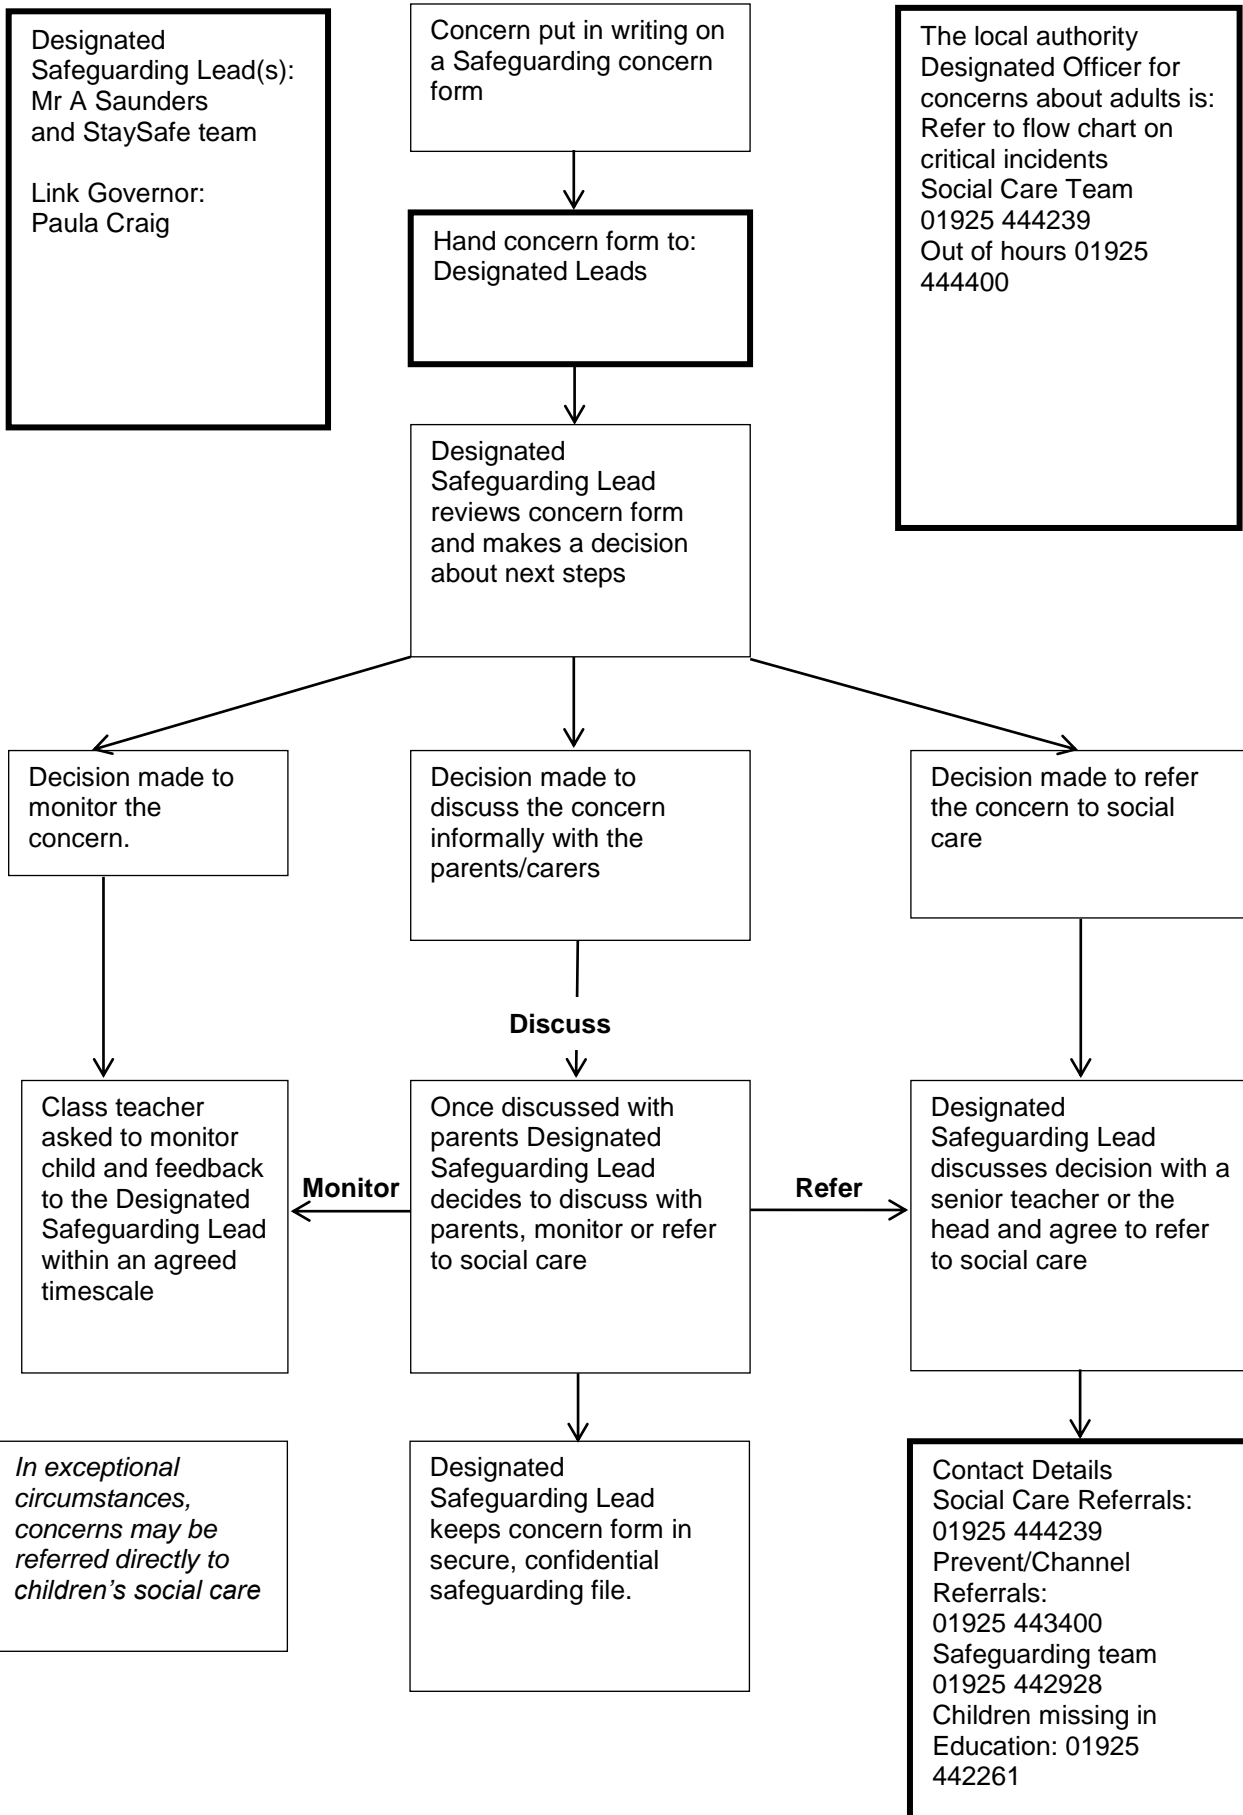 Designated
Safeguarding Lead(s):
Mr A Saunders
and StaySafe team
Link Governor:
Paula Craig
Concern put in writing on
a Safeguarding concern
form
The local authority
Designated Officer for
concerns about adults is:
Refer to flow chart on
critical incidents
Social Care Team
01925 444239
Out of hours 01925
444400
Hand concern form to:
Designated Leads
Designated
Safeguarding Lead
reviews concern form
and makes a decision
about next steps
Decision made to
monitor the
concern.
Decision made to
discuss the concern
informally with the
parents/carers
Decision made to refer
the concern to social
care
Discuss
Class teacher
asked to monitor
child and feedback
to the Designated
Safeguarding Lead
within an agreed
timescale
Monitor
Once discussed with
parents Designated
Safeguarding Lead
decides to discuss with
parents, monitor or refer
to social care
Refer
Designated
Safeguarding Lead
discusses decision with a
senior teacher or the
head and agree to refer
to social care
In exceptional
circumstances,
concerns may be
referred directly to
children’s social care
Designated
Safeguarding Lead
keeps concern form in
secure, confidential
safeguarding file.
Contact Details
Social Care Referrals:
01925 444239
Prevent/Channel
Referrals:
01925 443400
Safeguarding team
01925 442928
Children missing in
Education: 01925
442261